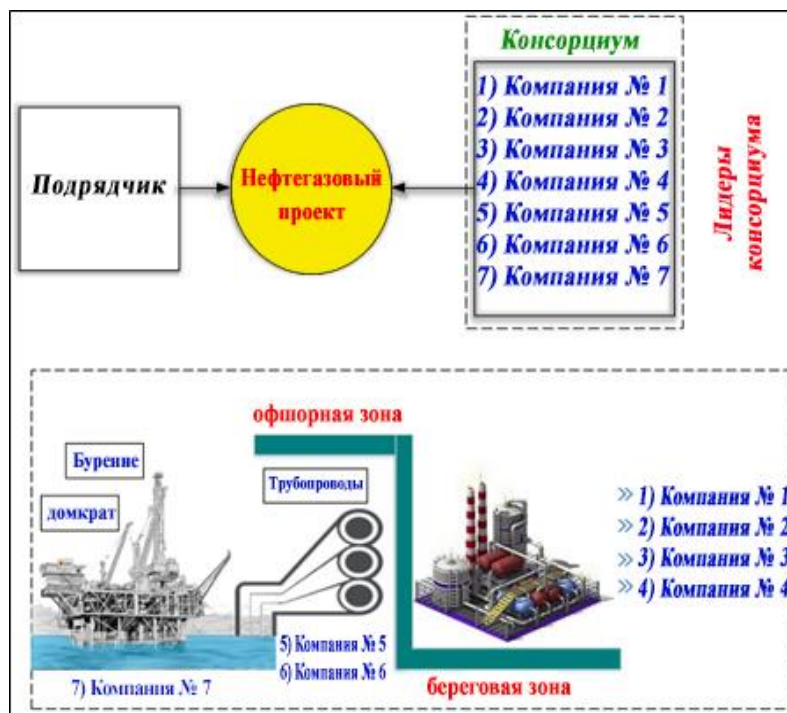 Консорциум
1) Компания № 1
2) Компания № 2
3) Компания № 3
4) Компания № 4
5) Компания № 5
6) Компания № 6
7) Компания № 7
Подрядчик
Нефтегазовый
проект
Лидеры
консорциума
офшорная зона
Бурение
домкрат
Трубопроводы
» 1) Компания № 1
» 2) Компания № 2
» 3) Компания № 3
» 4) Компания № 4
5) Компания № 5
6) Компания № 6
7) Компания № 7
береговая зона